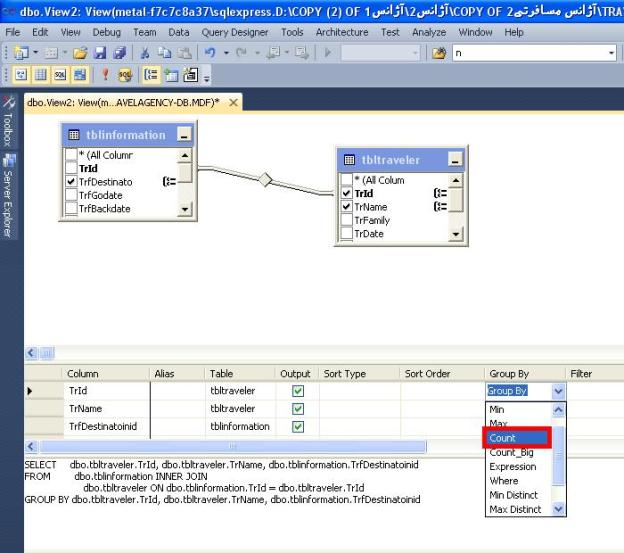 dbo.View2: View(metal-f7c7c8a37\sqlexpress.D:\COPY (2) OF 1آژانس\2آژانس\COPY OF 2آژانس مسافرتی\TRA
File Edit View Project Build Debug Team Data Query Designer Tools Architecture Test Analyze Window Help
n
dbo.View2: View(m...AVELAGENCY-DB.MDF)* ×
Toolbox
Server Explorer
tblinformation
* (All Columr
TrId
TrfDestinato
TrfGodate
TrfBackdate
tbltraveler
* (All Colum
TrId
TrName
TrFamily
TrDate
Column Alias Table Output Sort Type Sort Order Group By Filter
TrId tbltraveler Group By
TrName tbltraveler
TrfDestinatoinid tblinformation
Min
Max
Count
Count_Big
Expression
Where
Min Distinct
Max Distinct
SELECT dbo.tbltraveler.TrId, dbo.tbltraveler.TrName, dbo.tblinformation.TrfDestinatoinid
FROM dbo.tblinformation INNER JOIN
dbo.tbltraveler ON dbo.tblinformation.TrId = dbo.tbltraveler.TrId
GROUP BY dbo.tbltraveler.TrId, dbo.tbltraveler.TrName, dbo.tblinformation.TrfDestinatoinid